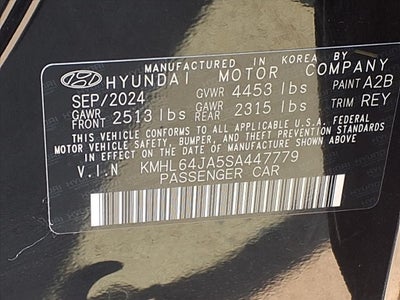 MANUFACTURED IN KOREA BY
HYUNDAI MOTOR COMPANY
SEP/2024 GVWR 4453 lbs PAINT A2B
GAWR FRONT 2513 lbs GAWR REAR 2315 lbs TRIM REY
THIS VEHICLE CONFORMS TO ALL APPLICABLE U.S.A. FEDERAL
MOTOR VEHICLE SAFETY, BUMPER, AND THEFT PREVENTION
STANDARDS IN EFFECT ON THE DATE OF MANUFACTURE SHOWN ABOVE.
V.I.N KMHL64JA5SA447779
PASSENGER CAR